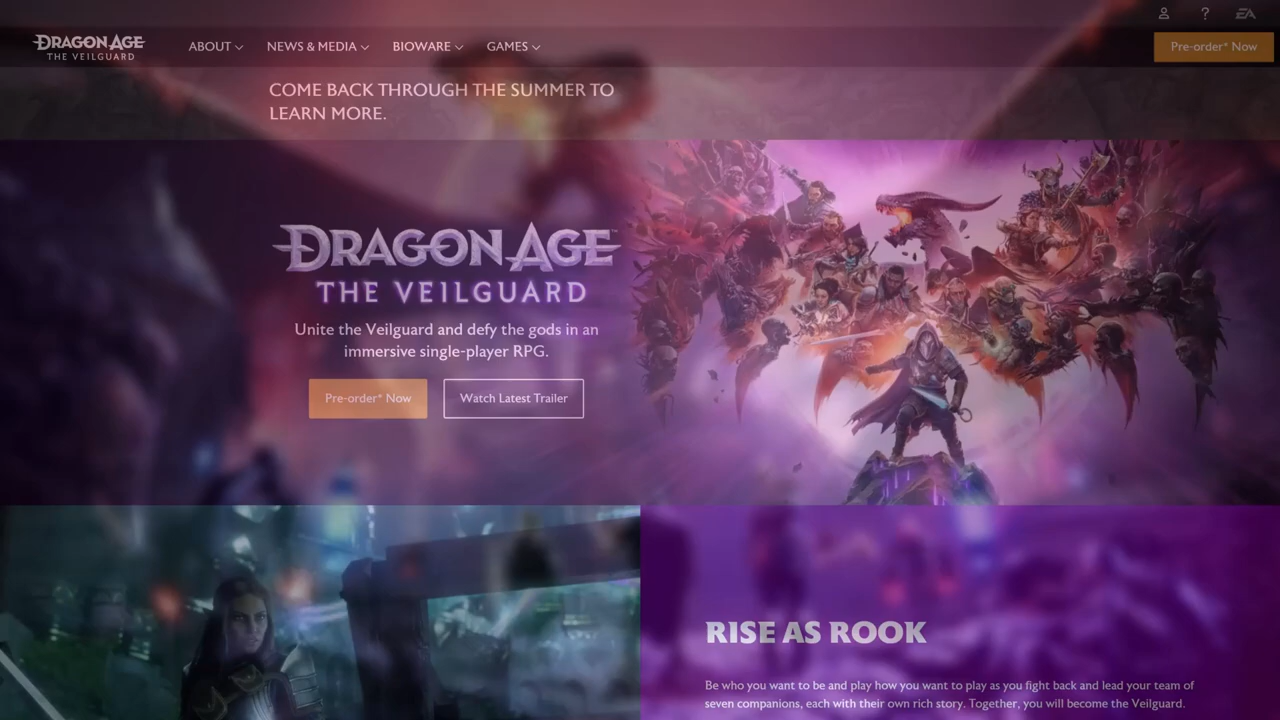 EA
DRAGON AGE
THE VEILGUARD
ABOUT
NEWS & MEDIA
BIOWARE
GAMES
Pre-order* Now
COME BACK THROUGH THE SUMMER TO
LEARN MORE.
DRAGON AGE
THE VEILGUARD
Unite the Veilguard and defy the gods in an
immersive single-player RPG.
Pre-order* Now
Watch Latest Trailer
RISE AS ROOK
Be who you want to be and play how you want to play as you fight back and lead your team of
seven companions, each with their own rich story. Together, you will become the Veilguard.